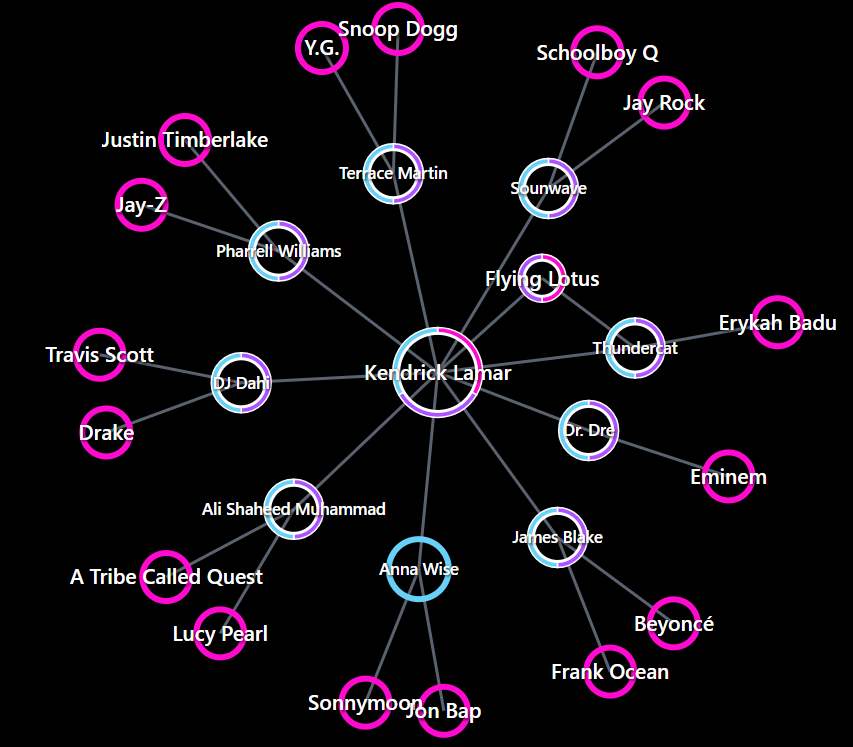 Snoop Dogg
Y.G.
Schoolboy Q
Jay Rock
Justin Timberlake
Terrace Martin
Sounwave
Jay-Z
Pharrell Williams
Flying Lotus
Erykah Badu
Thundercat
Travis Scott
Kendrick Lamar
DJ Dahi
Dr. Dre
Drake
Eminem
Ali Shaheed Muhammad
James Blake
Anna Wise
A Tribe Called Quest
Beyoncé
Lucy Pearl
Frank Ocean
Sonnymoon
Jon Bap